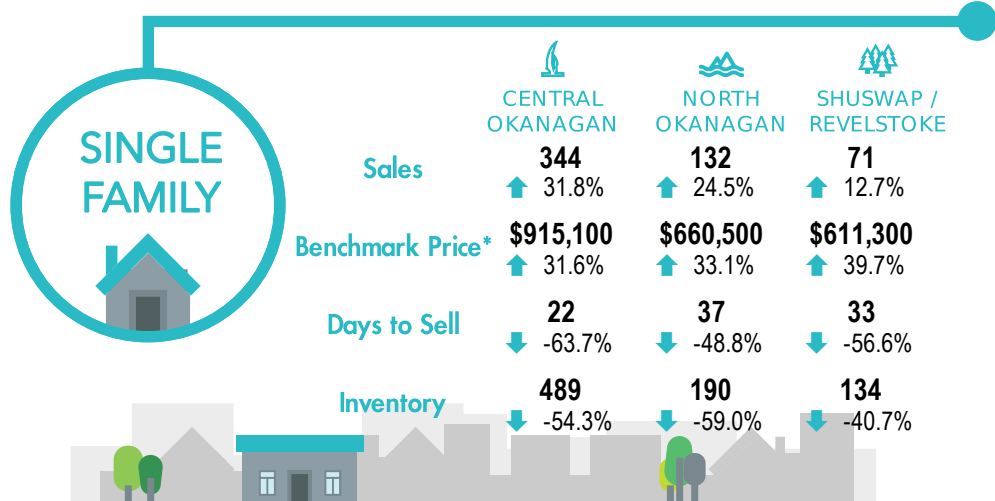 SINGLE
FAMILY
CENTRAL
OKANAGAN
NORTH
OKANAGAN
SHUSWAP /
REVELSTOKE
Sales
344
31.8%
132
24.5%
71
12.7%
Benchmark Price*
$915,100
31.6%
$660,500
33.1%
$611,300
39.7%
Days to Sell
22
-63.7%
37
-48.8%
33
-56.6%
Inventory
489
-54.3%
190
-59.0%
134
-40.7%